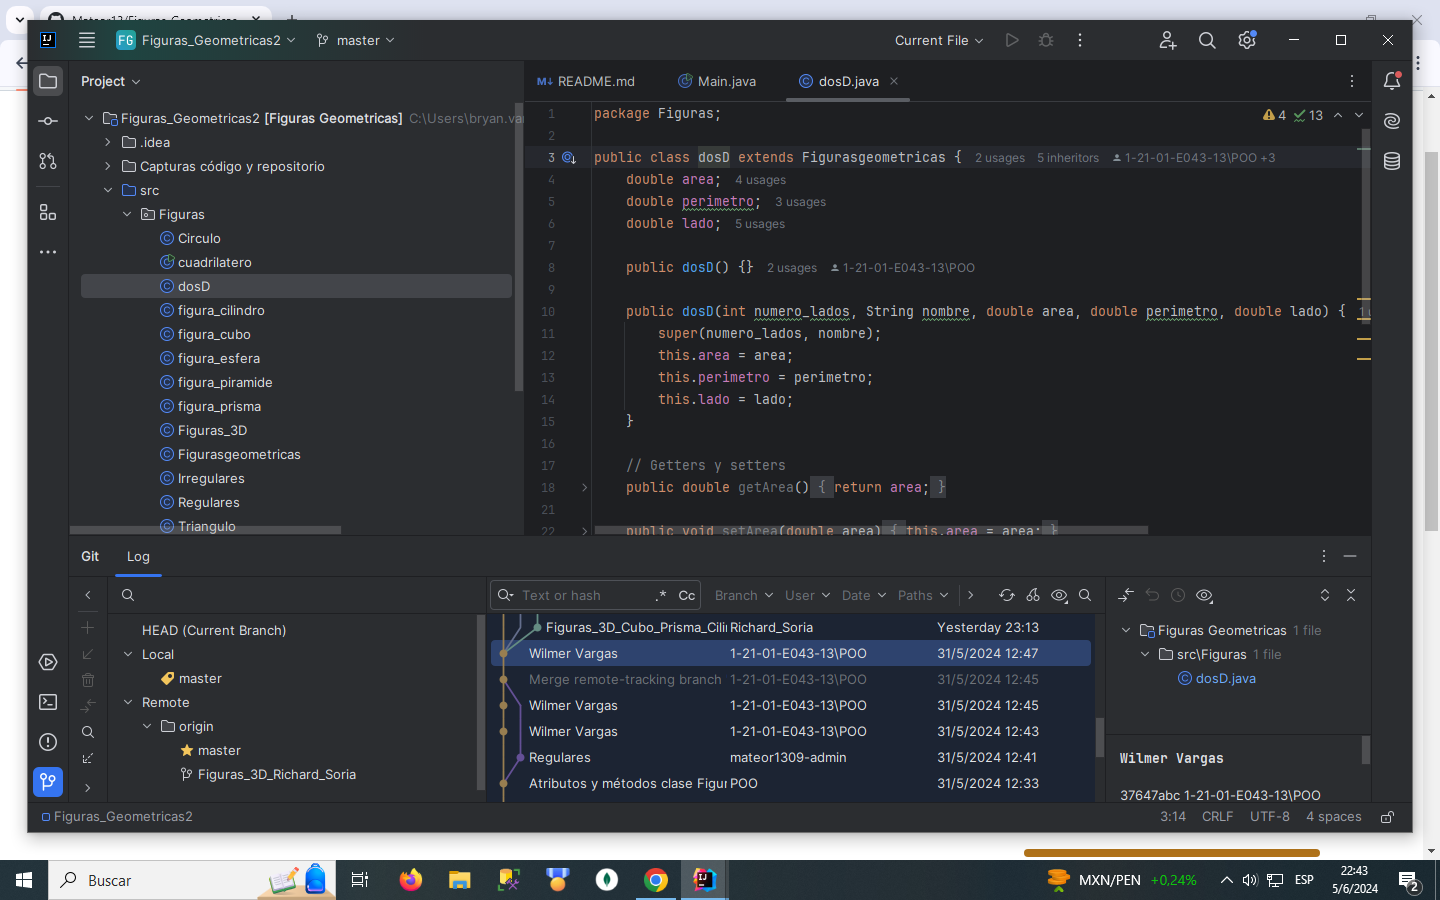 Figuras_Geometricas2
master
Current File
Project
README.md
Main.java
dosD.java
Figuras_Geometricas2 [Figuras Geometricas] C:\Users\bryan.var
.idea
Capturas código y repositorio
src
Figuras
Circulo
cuadrilatero
dosD
figura_cilindro
figura_cubo
figura_esfera
figura_piramide
figura_prisma
Figuras_3D
Figurasgeometricas
Irregulares
Regulares
Triangulo
4 13
1 package Figuras;
2
3 public class dosD extends Figurasgeometricas { 2 usages 5 inheritors 1-21-01-E043-13\POO +3
4 double area; 4 usages
5 double perimetro; 3 usages
6 double lado; 5 usages
7
8 public dosD() {} 2 usages 1-21-01-E043-13\POO
9
10 public dosD(int numero_lados, String nombre, double area, double perimetro, double lado) {
11 super(numero_lados, nombre);
12 this.area = area;
13 this.perimetro = perimetro;
14 this.lado = lado;
15 }
16
17 // Getters y setters
18 public double getArea() { return area; }
21
22 public void setArea(double area) { this.area = area; }
Git Log
Text or hash .* Cc Branch User Date Paths
HEAD (Current Branch)
Local
master
Remote
origin
master
Figuras_3D_Richard_Soria
Figuras_3D_Cubo_Prisma_Cilin Richard_Soria Yesterday 23:13
Wilmer Vargas 1-21-01-E043-13\POO 31/5/2024 12:47
Merge remote-tracking branch 1-21-01-E043-13\POO 31/5/2024 12:45
Wilmer Vargas 1-21-01-E043-13\POO 31/5/2024 12:45
Wilmer Vargas 1-21-01-E043-13\POO 31/5/2024 12:43
Regulares mateor1309-admin 31/5/2024 12:41
Atributos y métodos clase Figur POO 31/5/2024 12:33
Figuras Geometricas 1 file
src\Figuras 1 file
dosD.java
Wilmer Vargas
37647abc 1-21-01-E043-13\POO
Figuras_Geometricas2
3:14 CRLF UTF-8 4 spaces
Buscar
MXN/PEN +0,24%
ESP
22:43
5/6/2024
2